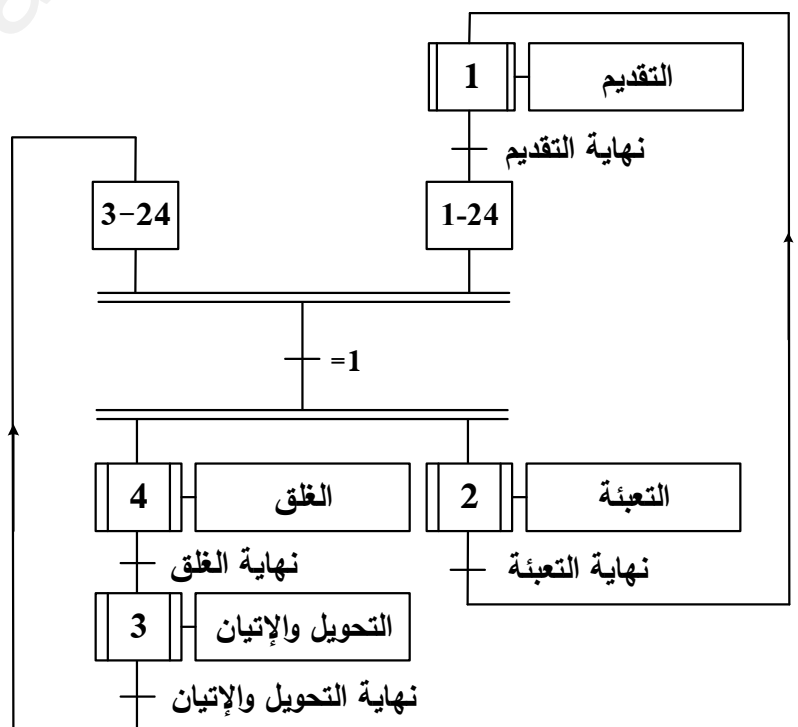 1 التقديم
نهاية التقديم
3-24
1-24
=1
4 الغلق
2 التعبئة
نهاية الغلق
نهاية التعبئة
3 التحويل والإتيان
نهاية التحويل والإتيان